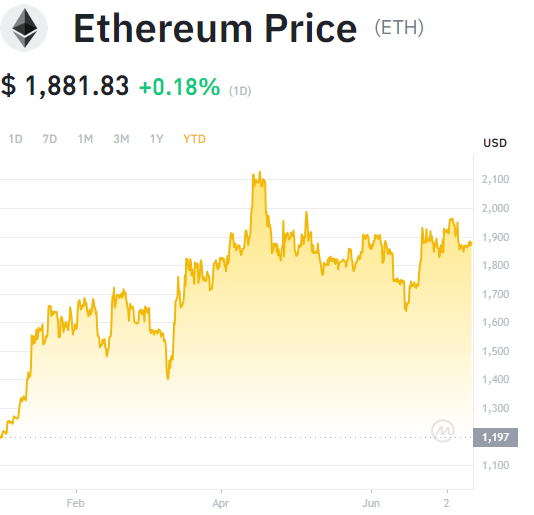 Ethereum Price (ETH)
$ 1,881.83 +0.18% (1D)
1D 7D 1M 3M 1Y YTD
USD
2,100
2,000
1,900
1,800
1,700
1,600
1,500
1,400
1,300
1,197
1,100
Feb Apr Jun 2